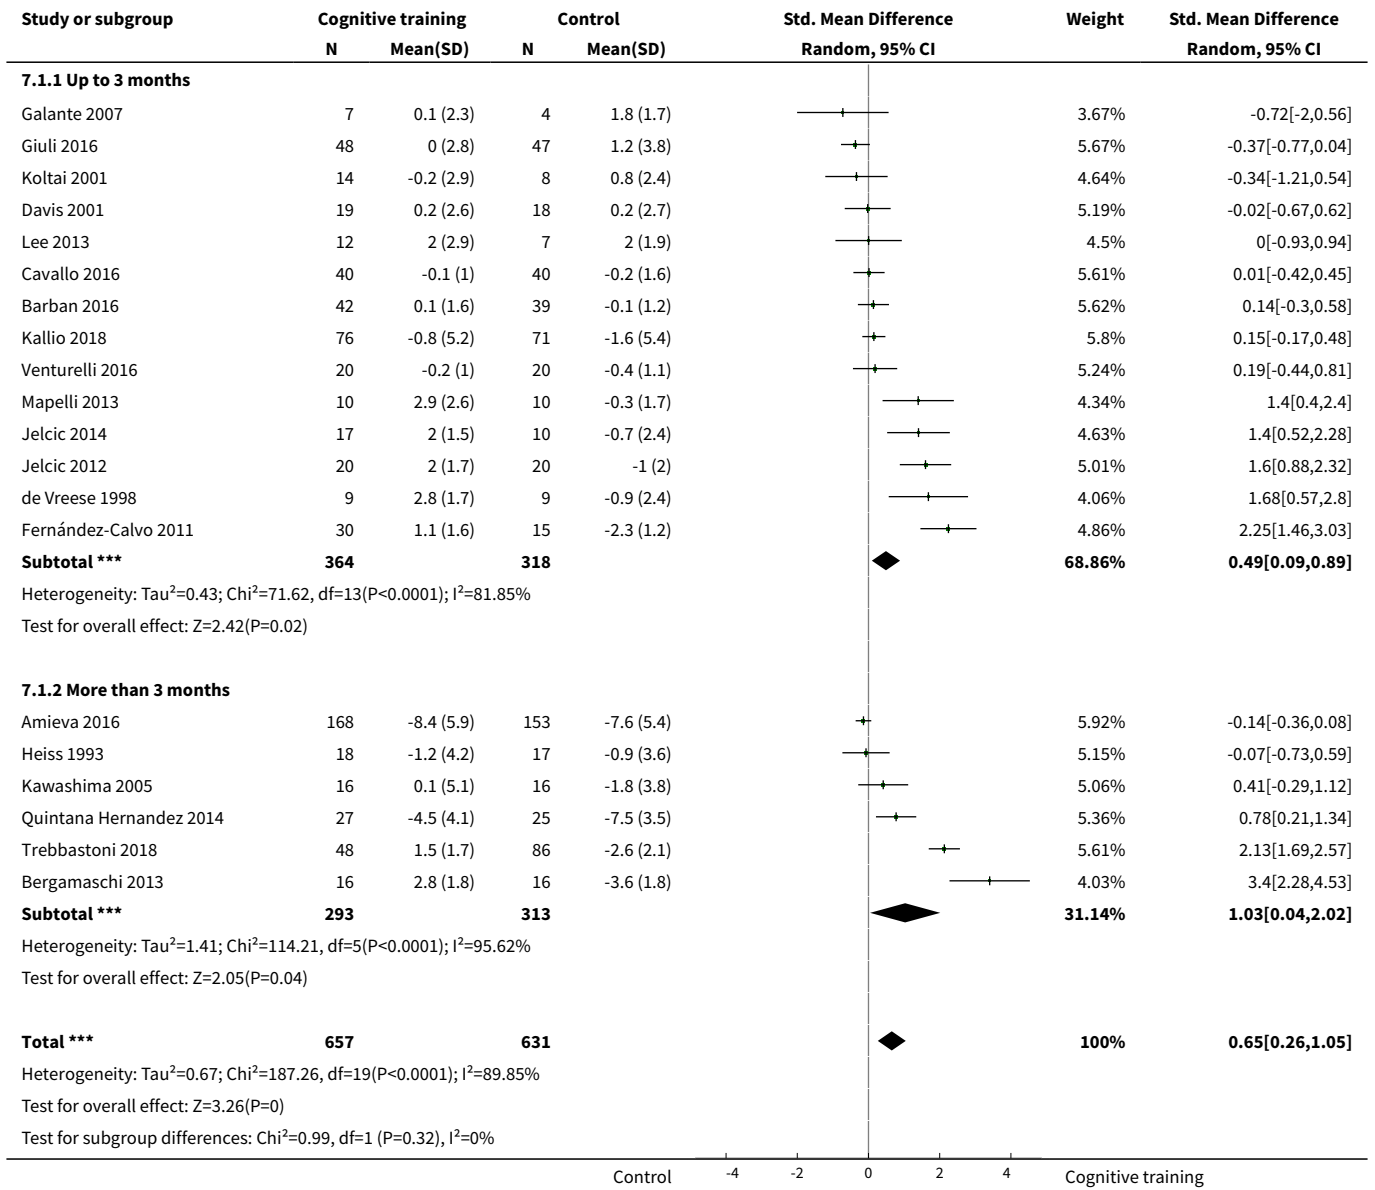 Study or subgroup Cognitive training Control Std. Mean Difference Weight Std. Mean Difference
N Mean(SD) N Mean(SD) Random, 95% CI Random, 95% CI
7.1.1 Up to 3 months
Galante 2007 7 0.1 (2.3) 4 1.8 (1.7) 3.67% -0.72[-2,0.56]
Giuli 2016 48 0 (2.8) 47 1.2 (3.8) 5.67% -0.37[-0.77,0.04]
Koltai 2001 14 -0.2 (2.9) 8 0.8 (2.4) 4.64% -0.34[-1.21,0.54]
Davis 2001 19 0.2 (2.6) 18 0.2 (2.7) 5.19% -0.02[-0.67,0.62]
Lee 2013 12 2 (2.9) 7 2 (1.9) 4.5% 0[-0.93,0.94]
Cavallo 2016 40 -0.1 (1) 40 -0.2 (1.6) 5.61% 0.01[-0.42,0.45]
Barban 2016 42 0.1 (1.6) 39 -0.1 (1.2) 5.62% 0.14[-0.3,0.58]
Kallio 2018 76 -0.8 (5.2) 71 -1.6 (5.4) 5.8% 0.15[-0.17,0.48]
Venturelli 2016 20 -0.2 (1) 20 -0.4 (1.1) 5.24% 0.19[-0.44,0.81]
Mapelli 2013 10 2.9 (2.6) 10 -0.3 (1.7) 4.34% 1.4[0.4,2.4]
Jelcic 2014 17 2 (1.5) 10 -0.7 (2.4) 4.63% 1.4[0.52,2.28]
Jelcic 2012 20 2 (1.7) 20 -1 (2) 5.01% 1.6[0.88,2.32]
de Vreese 1998 9 2.8 (1.7) 9 -0.9 (2.4) 4.06% 1.68[0.57,2.8]
Fernández-Calvo 2011 30 1.1 (1.6) 15 -2.3 (1.2) 4.86% 2.25[1.46,3.03]
Subtotal *** 364 318 68.86% 0.49[0.09,0.89]
Heterogeneity: Tau²=0.43; Chi²=71.62, df=13(P<0.0001); I²=81.85%
Test for overall effect: Z=2.42(P=0.02)
7.1.2 More than 3 months
Amieva 2016 168 -8.4 (5.9) 153 -7.6 (5.4) 5.92% -0.14[-0.36,0.08]
Heiss 1993 18 -1.2 (4.2) 17 -0.9 (3.6) 5.15% -0.07[-0.73,0.59]
Kawashima 2005 16 0.1 (5.1) 16 -1.8 (3.8) 5.06% 0.41[-0.29,1.12]
Quintana Hernandez 2014 27 -4.5 (4.1) 25 -7.5 (3.5) 5.36% 0.78[0.21,1.34]
Trebbastoni 2018 48 1.5 (1.7) 86 -2.6 (2.1) 5.61% 2.13[1.69,2.57]
Bergamaschi 2013 16 2.8 (1.8) 16 -3.6 (1.8) 4.03% 3.4[2.28,4.53]
Subtotal *** 293 313 31.14% 1.03[0.04,2.02]
Heterogeneity: Tau²=1.41; Chi²=114.21, df=5(P<0.0001); I²=95.62%
Test for overall effect: Z=2.05(P=0.04)
Total *** 657 631 100% 0.65[0.26,1.05]
Heterogeneity: Tau²=0.67; Chi²=187.26, df=19(P<0.0001); I²=89.85%
Test for overall effect: Z=3.26(P=0)
Test for subgroup differences: Chi²=0.99, df=1 (P=0.32), I²=0%
Control -4 -2 0 2 4 Cognitive training